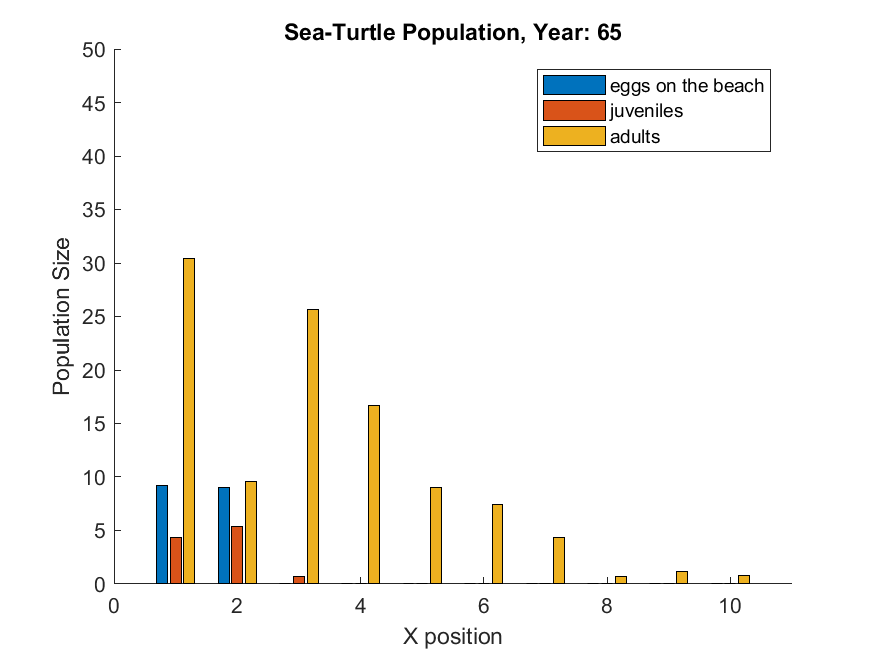 Sea-Turtle Population, Year: 65
50
45
40
35
30
25
20
15
10
5
0
Population Size
eggs on the beach
juveniles
adults
0 2 4 6 8 10
X position